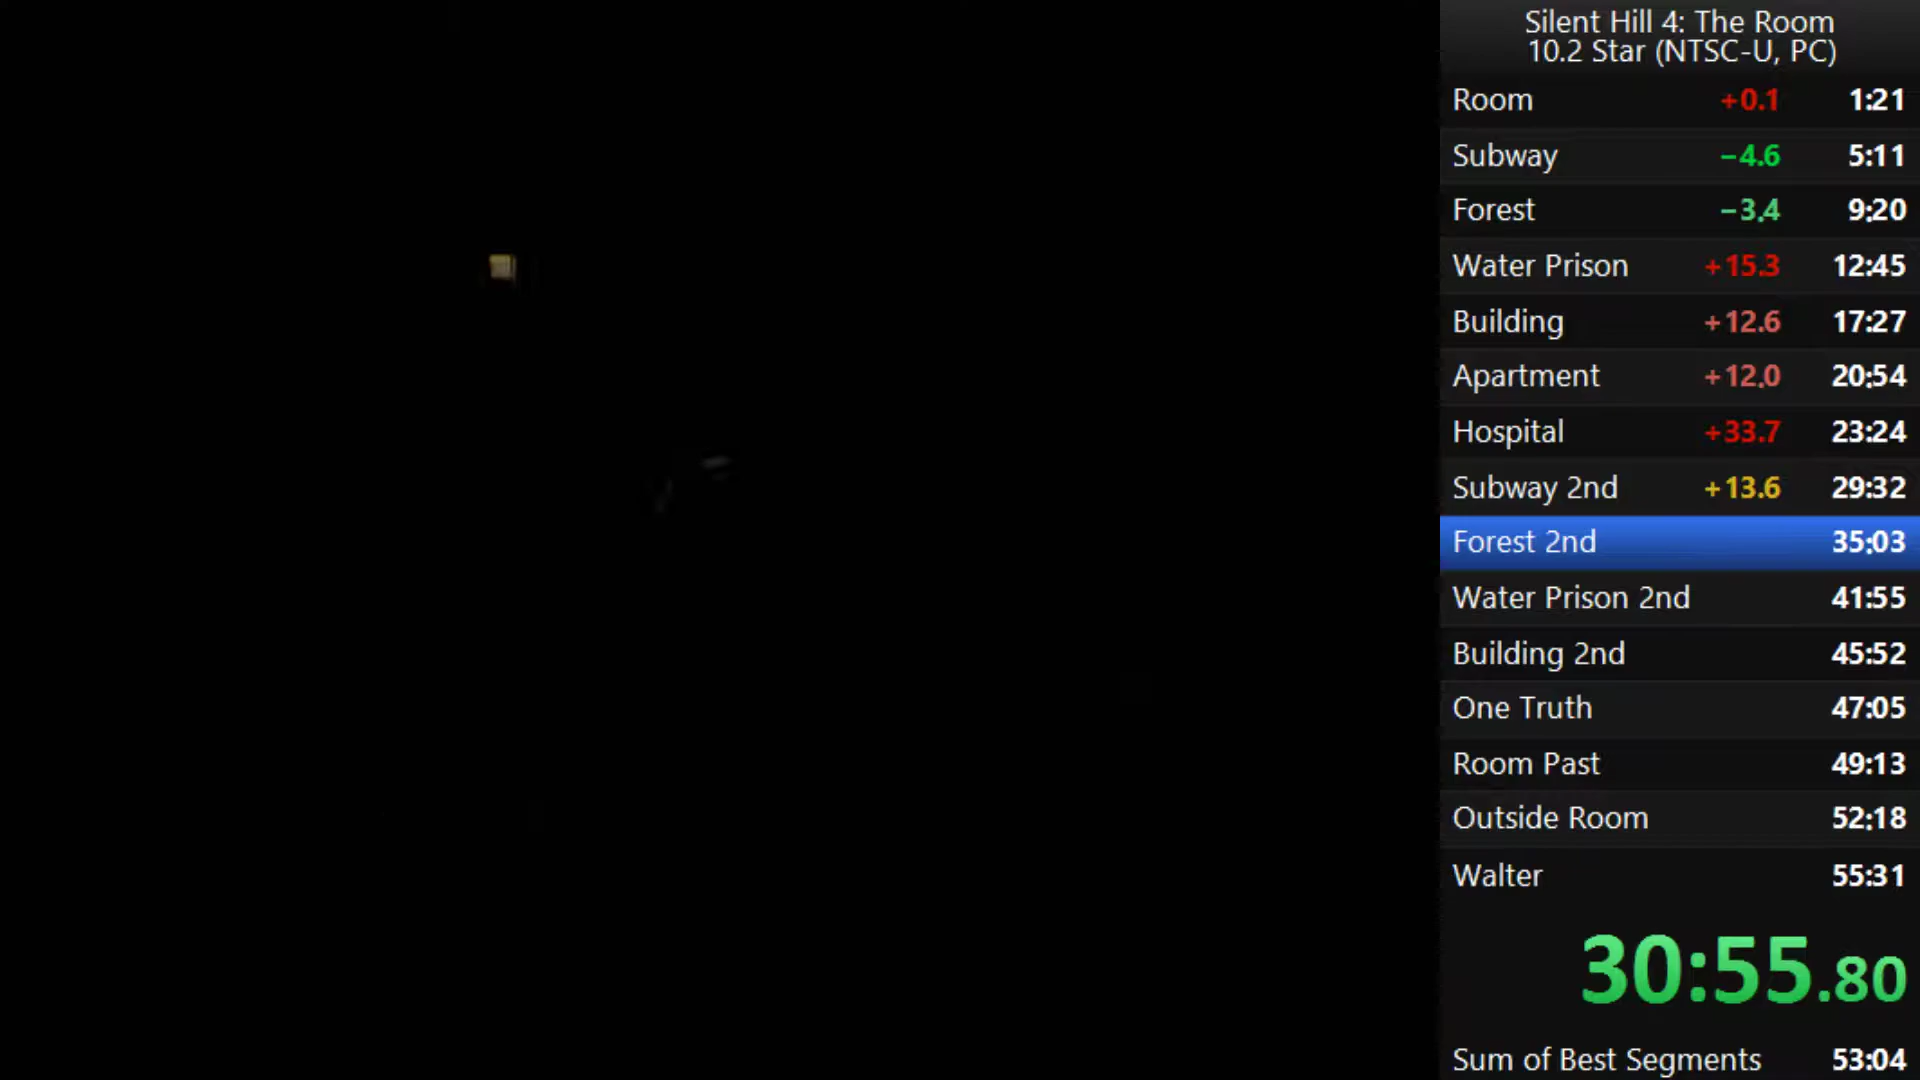 Silent Hill 4: The Room
10.2 Star (NTSC-U, PC)
Room +0.1 1:21
Subway −4.6 5:11
Forest −3.4 9:20
Water Prison +15.3 12:45
Building +12.6 17:27
Apartment +12.0 20:54
Hospital +33.7 23:24
Subway 2nd +13.6 29:32
Forest 2nd 35:03
Water Prison 2nd 41:55
Building 2nd 45:52
One Truth 47:05
Room Past 49:13
Outside Room 52:18
Walter 55:31
30:55.80
Sum of Best Segments 53:04